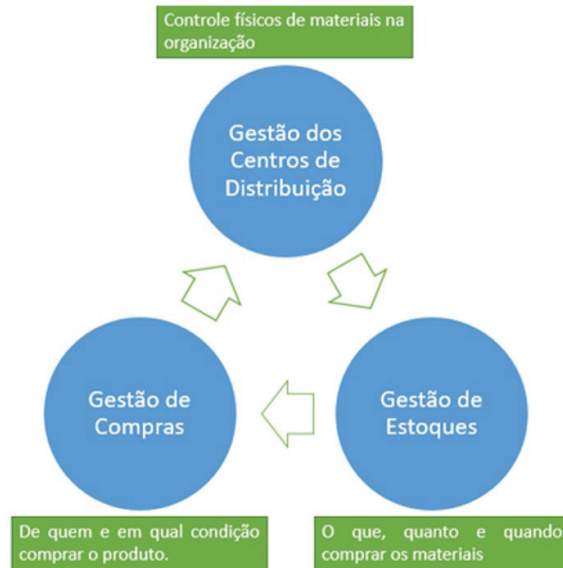 Controle físicos de materiais na
organização
Gestão dos
Centros de
Distribuição
Gestão de
Compras
Gestão de
Estoques
De quem e em qual condição
comprar o produto.
O que, quanto e quando
comprar os materiais